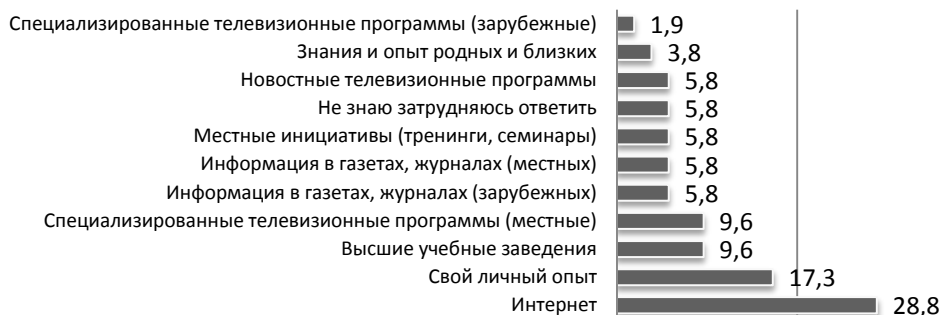 Специализированные телевизионные программы (зарубежные) 1,9
Знания и опыт родных и близких 3,8
Новостные телевизионные программы 5,8
Не знаю затрудняюсь ответить 5,8
Местные инициативы (тренинги, семинары) 5,8
Информация в газетах, журналах (местных) 5,8
Информация в газетах, журналах (зарубежных) 5,8
Специализированные телевизионные программы (местные) 9,6
Высшие учебные заведения 9,6
Свой личный опыт 17,3
Интернет 28,8